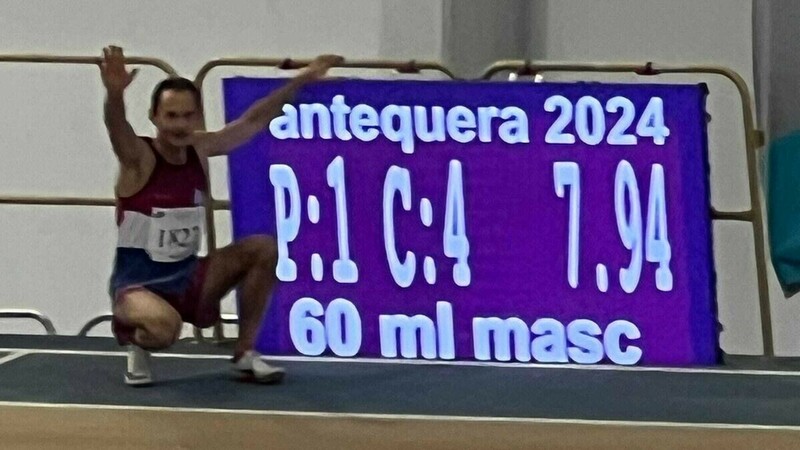 antequera 2024
P:1 C:4 7.94
60 ml masc